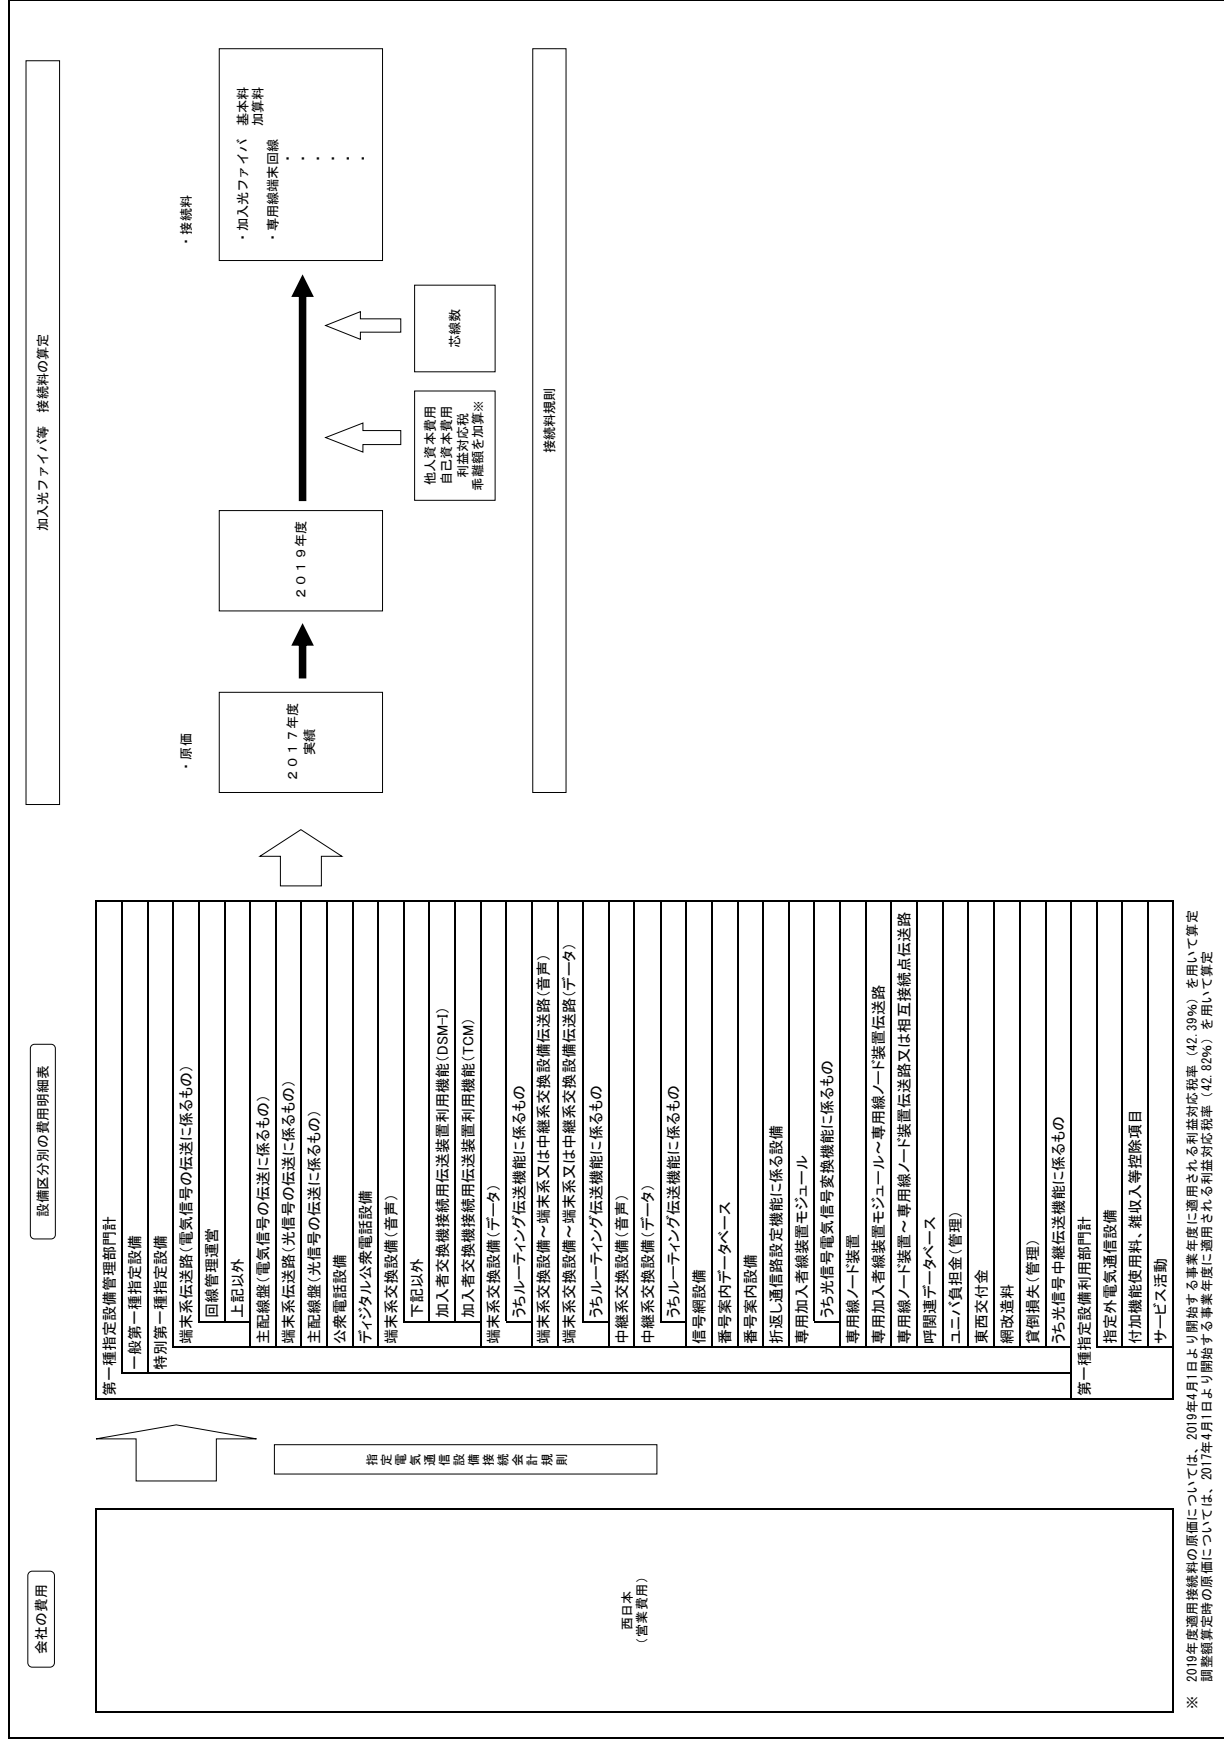 会社の費用
西日本
（営業費用）
指定電気通信設備接続会計規則
設備区分別の費用明細表
第一種指定設備管理部門計
一般第一種指定設備
特別第一種指定設備
端末系伝送路（電気信号の伝送に係るもの）
回線管理運営
上記以外
主配線盤（電気信号の伝送に係るもの）
端末系伝送路（光信号の伝送に係るもの）
主配線盤（光信号の伝送に係るもの）
公衆電話設備
ディジタル公衆電話設備
端末系交換設備（音声）
下記以外
加入者交換機接続用伝送装置利用機能（DSM-I）
加入者交換機接続用伝送装置利用機能（TCM）
端末系交換設備（データ）
うちルーティング伝送機能に係るもの
端末系交換設備～端末系又は中継系交換設備伝送路（音声）
端末系交換設備～端末系又は中継系交換設備伝送路（データ）
うちルーティング伝送機能に係るもの
中継系交換設備（音声）
中継系交換設備（データ）
うちルーティング伝送機能に係るもの
信号網設備
番号案内データベース
番号案内設備
折返し通信路設定機能に係る設備
専用加入者線装置モジュール
うち光信号電気信号変換機能に係るもの
専用線ノード装置
専用加入者線装置モジュール～専用線ノード装置伝送路
専用線ノード装置～専用線ノード装置伝送路又は相互接続点伝送路
呼関連データベース
ユニバ負担金（管理）
東西交付金
網改造料
貸倒損失（管理）
うち光信号中継伝送機能に係るもの
第一種指定設備利用部門計
指定外電気通信設備
付加機能使用料、雑収入等控除項目
サービス活動
加入光ファイバ等　接続料の算定
・原価
２０１７年度
実績
２０１９年度
他人資本費用
自己資本費用
利益対応税
乖離額を加算※
芯線数
・接続料
・加入光ファイバ　基本料
加算料
・専用線端末回線
・
・
・
・
・
・
接続料規則
※　2019年度適用接続料の原価については、2019年4月1日より開始する事業年度に適用される利益対応税率（42.39%）を用いて算定
調整額算定時の原価については、2017年4月1日より開始する事業年度に適用される利益対応税率（42.82%）を用いて算定